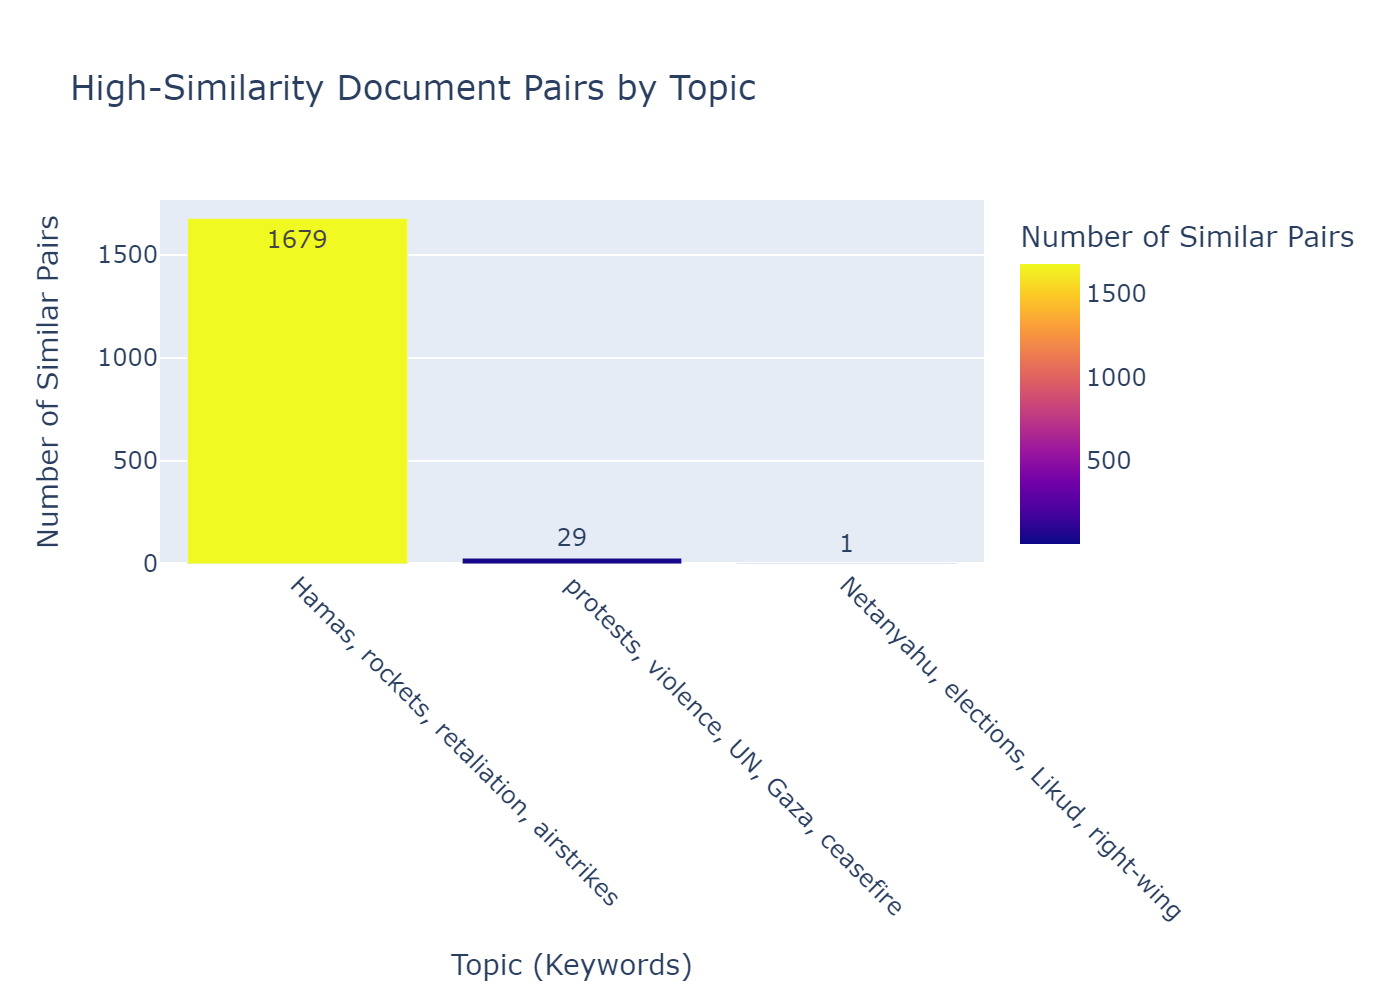 High-Similarity Document Pairs by Topic
Number of Similar Pairs
1500
1000
500
0
1679
29
1
Hamas, rockets, retaliation, airstrikes
protests, violence, UN, Gaza, ceasefire
Netanyahu, elections, Likud, right-wing
Topic (Keywords)
Number of Similar Pairs
1500
1000
500